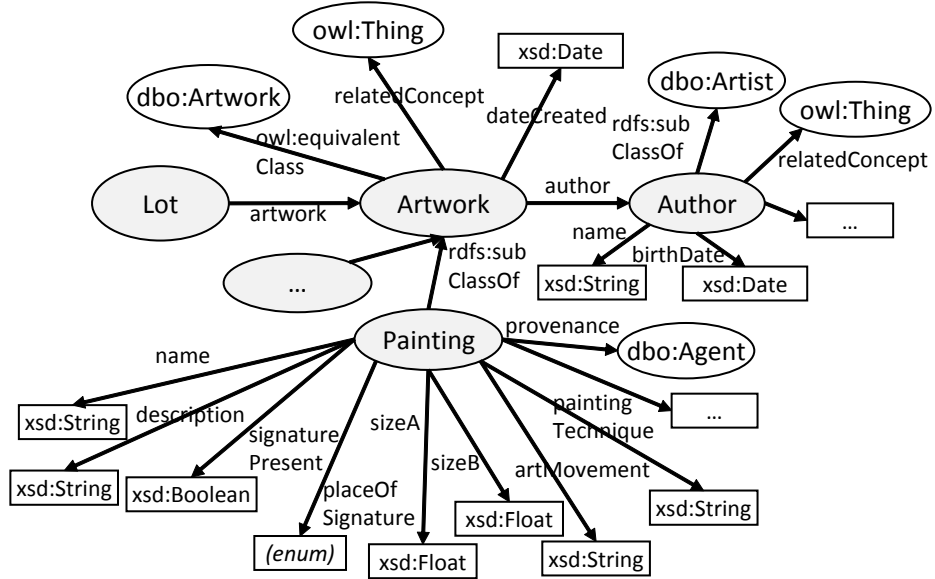 owl:Thing
xsd:Date
dbo:Artist
dbo:Artwork
relatedConcept
owl:Thing
dateCreated
rdfs:sub
ClassOf
owl:equivalent
Class
relatedConcept
Lot
artwork
Artwork
author
Author
...
name
rdfs:sub
ClassOf
birthDate
...
xsd:String
xsd:Date
Painting
provenance
dbo:Agent
name
painting
Technique
...
xsd:String
description
signature
Present
sizeA
sizeB
artMovement
xsd:String
xsd:Boolean
placeOf
Signature
xsd:Float
xsd:String
(enum)
xsd:Float
xsd:String